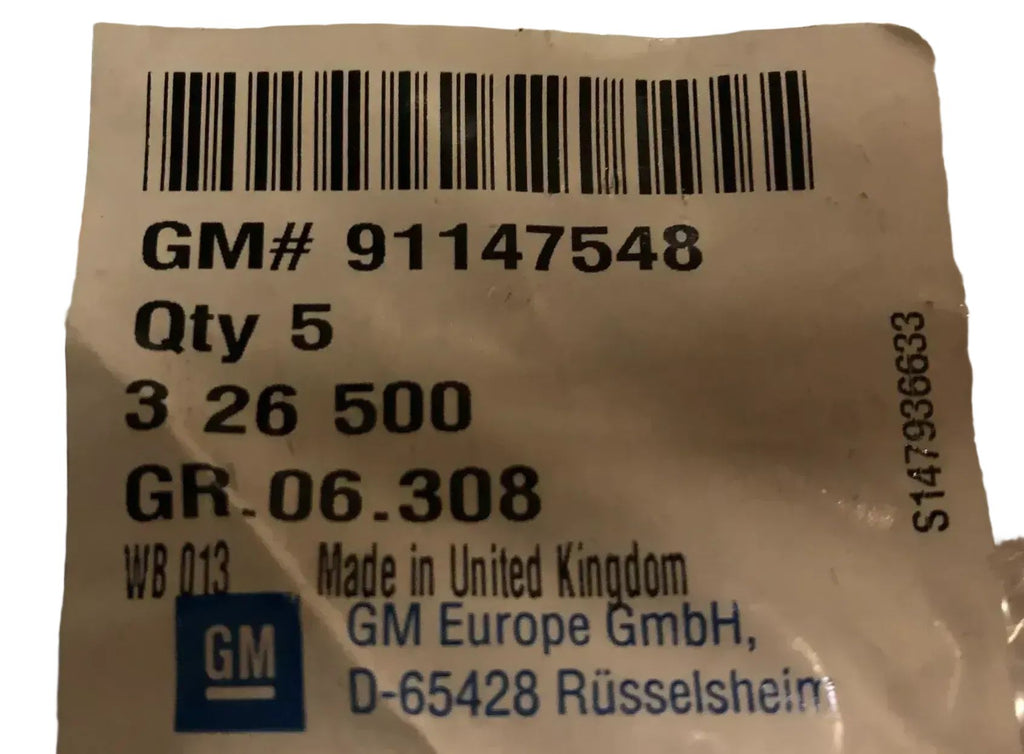 GM# 91147548
Qty 5
3 26 500
GR.06.308
WB 013 Made in United Kingdom
GM
GM Europe GmbH,
D-65428 Rüsselsheim
S147936633